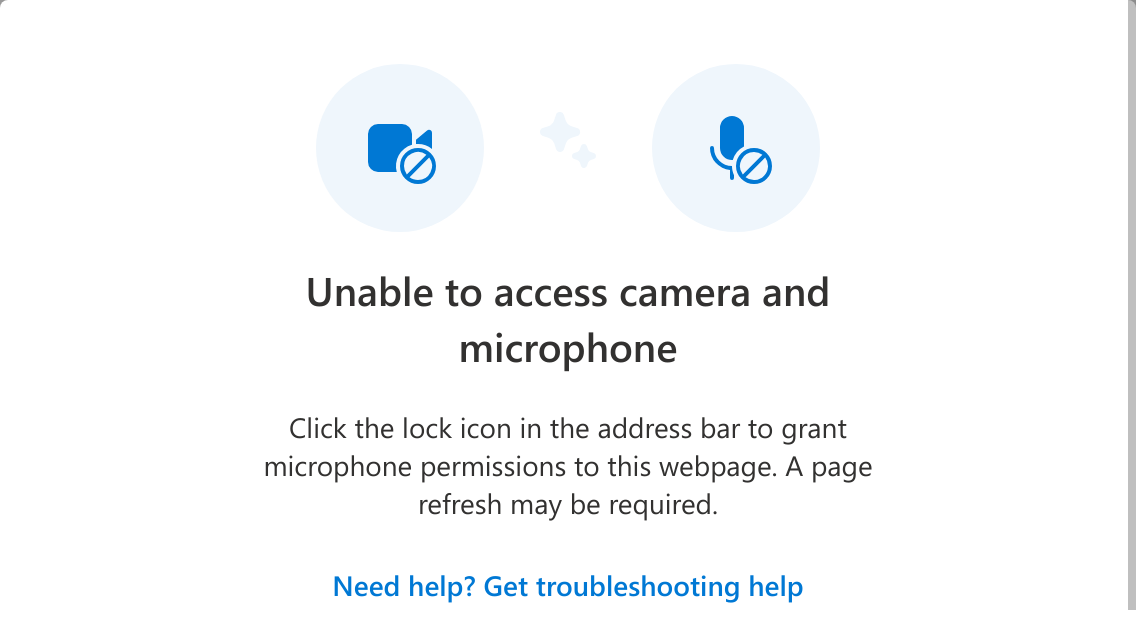 Unable to access camera and
microphone
Click the lock icon in the address bar to grant
microphone permissions to this webpage. A page
refresh may be required.
Need help? Get troubleshooting help